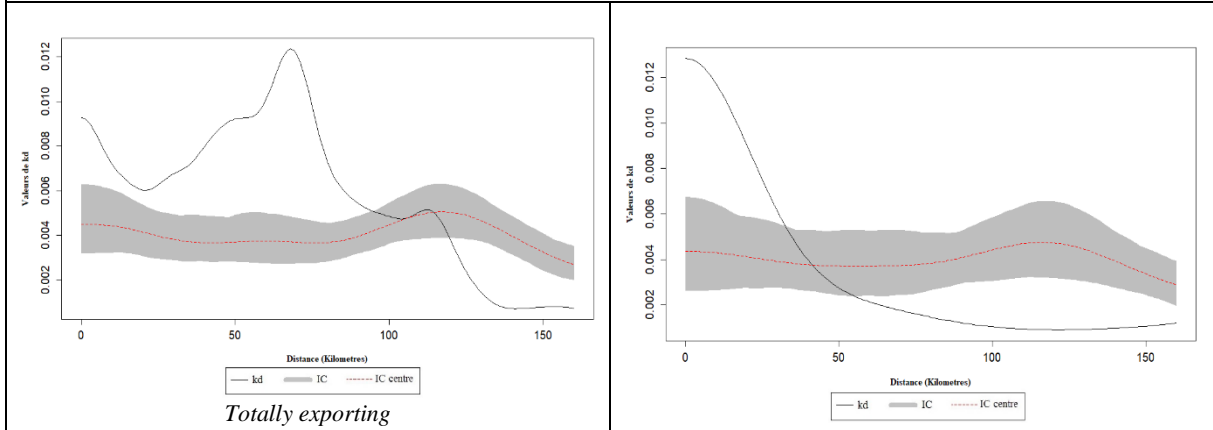 0.012
0.010
0.008
0.006
0.004
0.002
Valeurs de kd
0 50 100 150
Distance (Kilometres)
kd IC IC centre
Totally exporting
0.012
0.010
0.008
0.006
0.004
0.002
Valeurs de kd
0 50 100 150
Distance (Kilometres)
kd IC IC centre